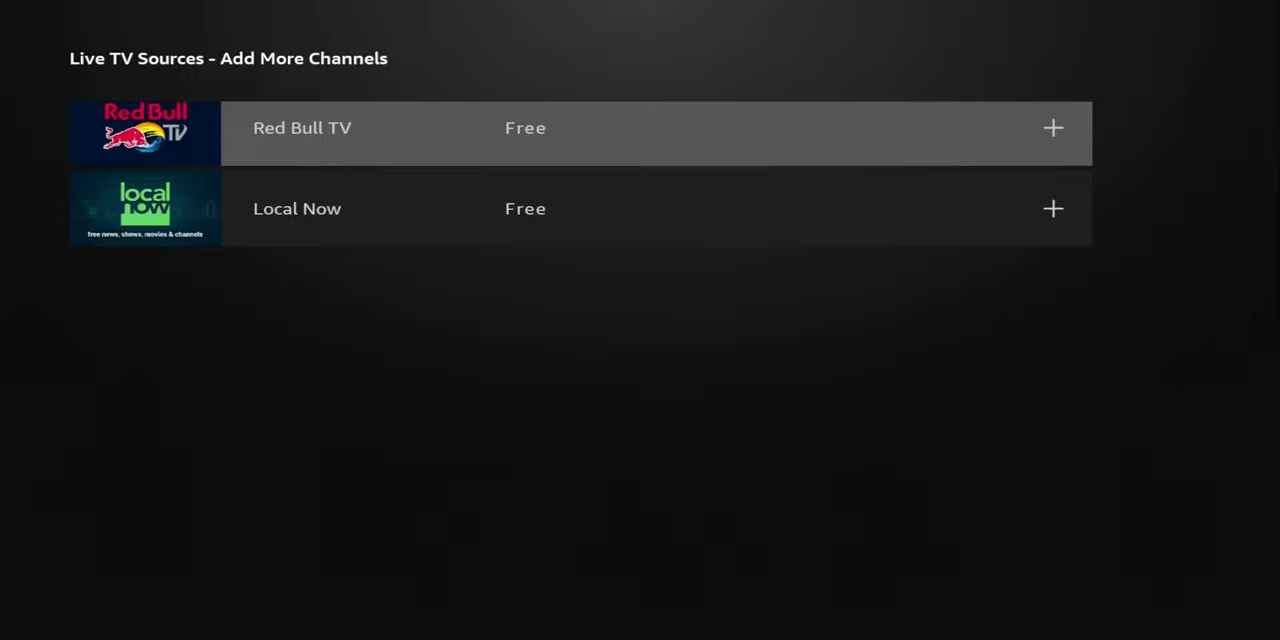 Live TV Sources - Add More Channels
Red Bull
TV
Red Bull TV Free
local
now
free news, shows, movies & channels
Local Now Free